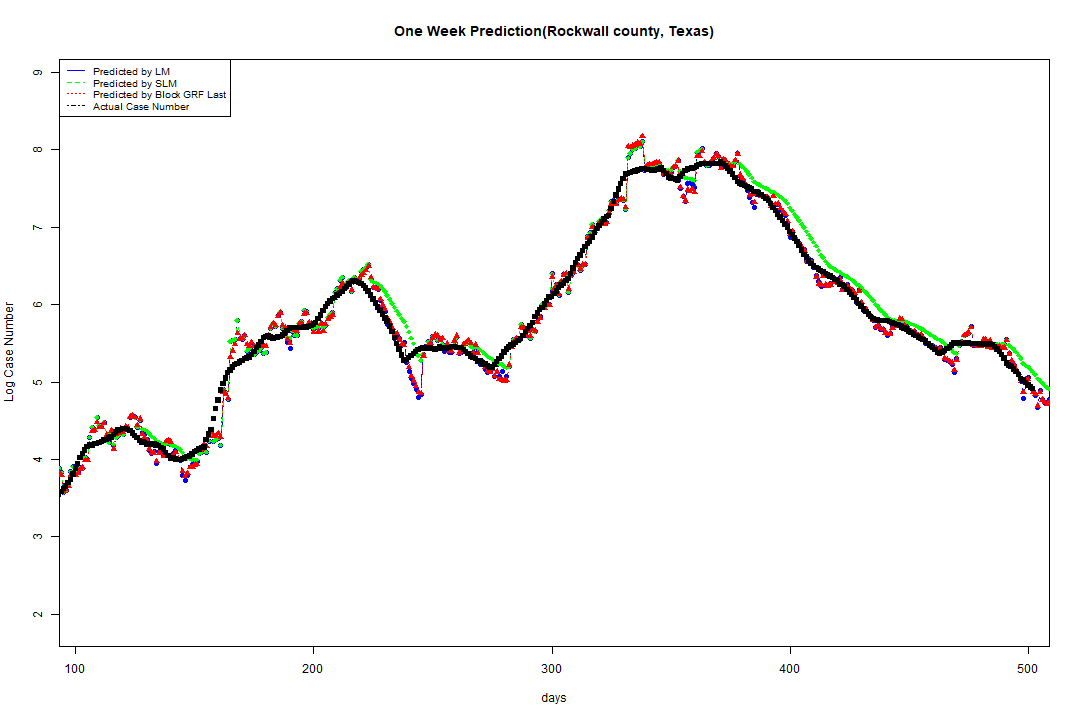 One Week Prediction(Rockwall county, Texas)
Predicted by LM
Predicted by SLM
Predicted by Block GRF Last
Actual Case Number
9
8
7
6
5
4
3
2
Log Case Number
100 200 300 400 500
days